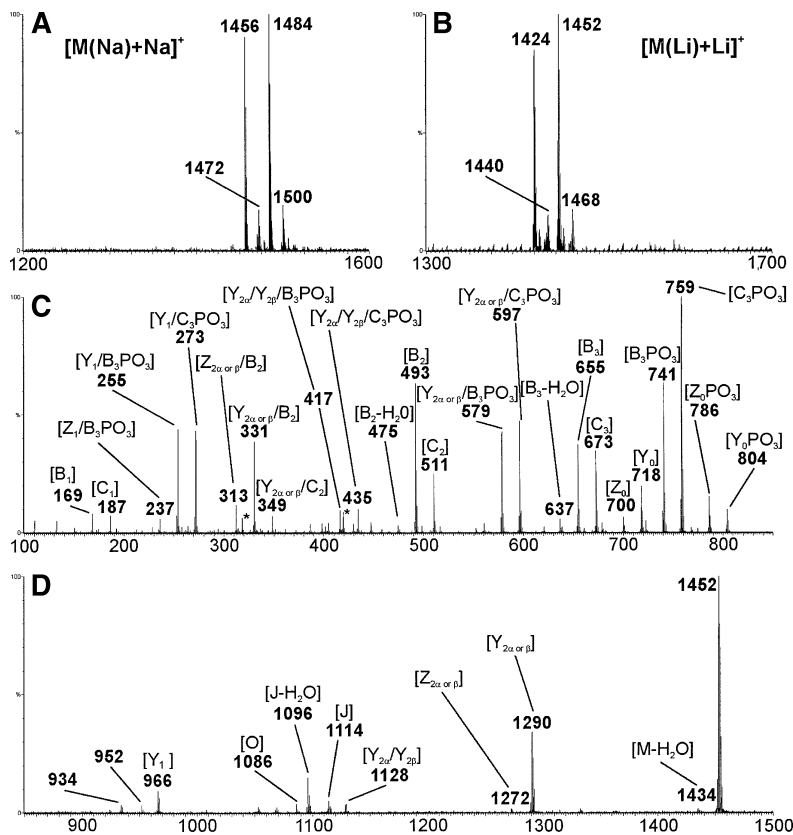 A
[M(Na)+Na]+
1456
1484
1472
1500
100
%
0
1200
1600
B
[M(Li)+Li]+
1424
1452
1440
1468
100
%
0
1300
1700
C
100
%
0
[Y2α/Y2β/B3PO3]
417
[Y2α or β/C3PO3]
597
759
[C3PO3]
[Y1/C3PO3]
273
[Y2α/Y2β/C3PO3]
435
[Y1/B3PO3]
255
[Z2α or β/B2]
313
[B2]
493
[B3]
655
[B3PO3]
741
[Y2α or β/B3PO3]
579
[B3-H2O]
637
[Z0PO3]
786
[Z1/B3PO3]
237
[Y2α or β/B2]
331
[B2-H20]
475
[C2]
511
[C3]
673
[Y0]
718
[Y0PO3]
804
[B1]
169
[C1]
187
[Y2α or β/C2]
349
[Z0]
700
*
*
100 200 300 400 500 600 700 800
D
100
%
0
1452
[Y2α or β]
1290
[Z2α or β]
1272
[J-H2O]
1096
[J]
1114
[O]
1086
[Y2α/Y2β]
1128
[M-H2O]
1434
934
952
[Y1 ]
966
900 1000 1100 1200 1300 1400 1500